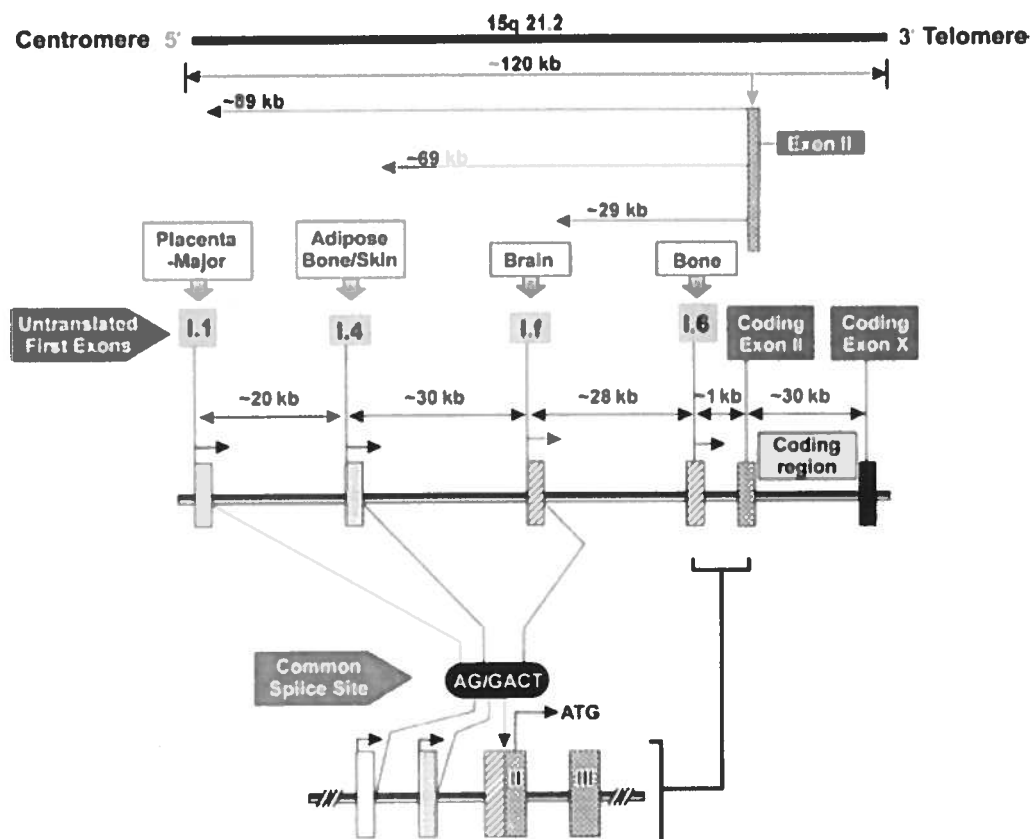 15q 21.2
Centromere 5'
3' Telomere
~120 kb
~89 kb
Exon II
~69 kb
~29 kb
Placenta
-Major
Adipose
Bone/Skin
Brain
Bone
Untranslated
First Exons
I.1
I.4
I.f
I.6
Coding
Exon II
Coding
Exon X
~20 kb
~30 kb
~28 kb
~1 kb
~30 kb
Coding
region
Common
Splice Site
AG/GACT
ATG
II
III